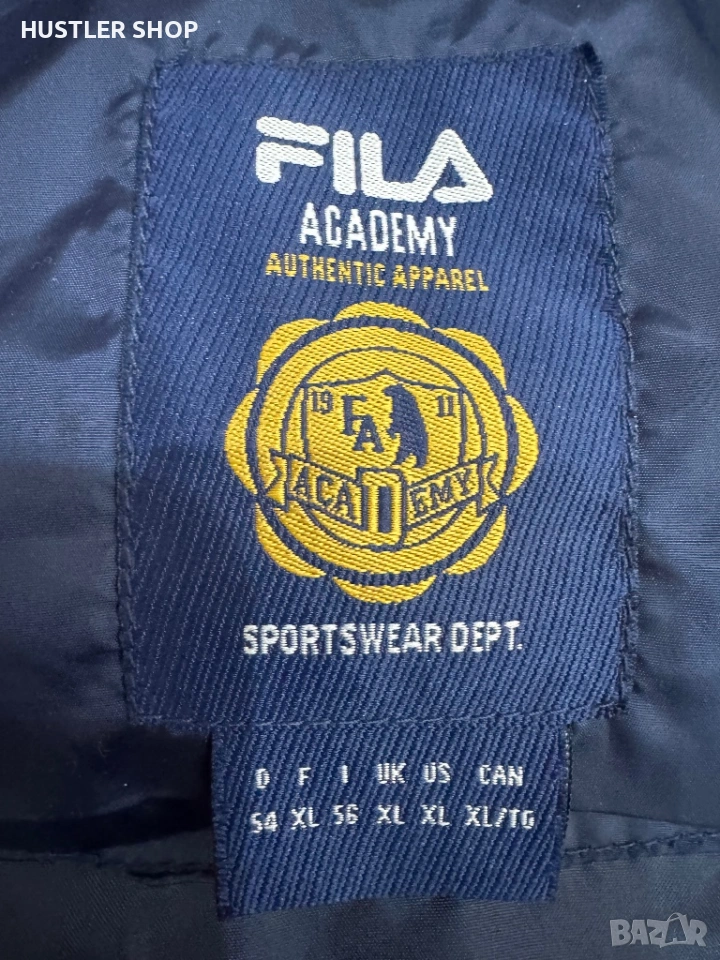 HUSTLER SHOP
FILA
ACADEMY
AUTHENTIC APPAREL
19 FA 11
ACADEMY
SPORTSWEAR DEPT.
D F I UK US CAN
54 XL 56 XL XL XL/TG
BAZAR